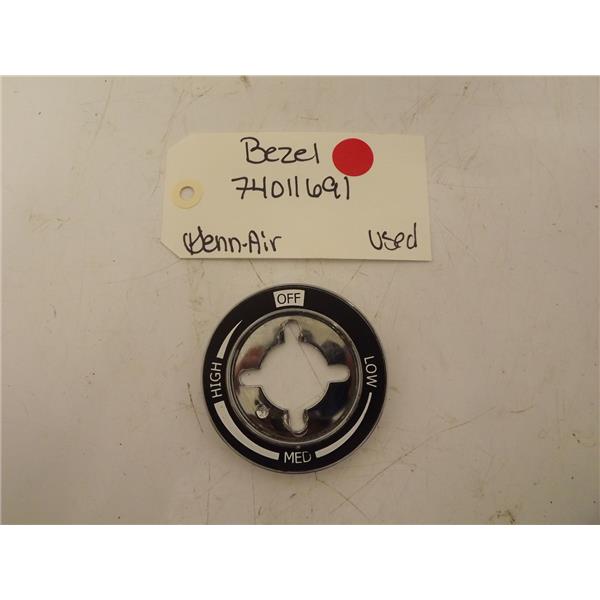 Bezel
74011691
Jenn-Air used
OFF
HIGH
LOW
MED